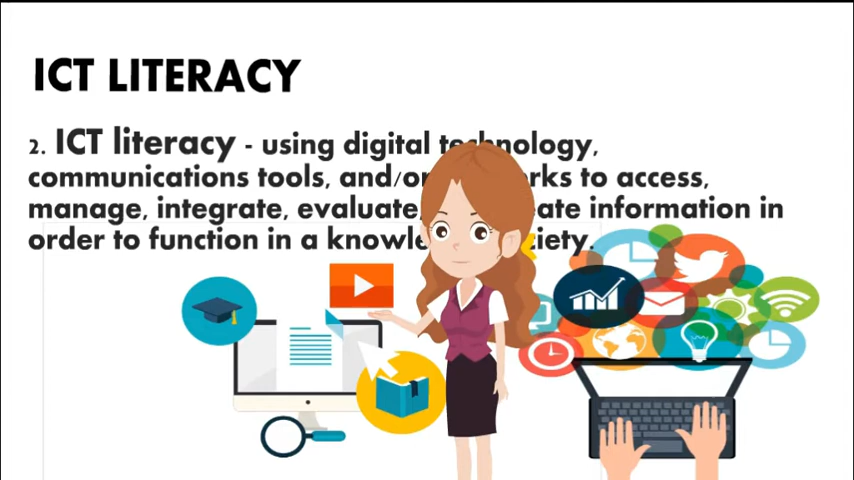 ICT LITERACY
2. ICT literacy - using digital technology,
communications tools, and/or to access,
manage, integrate, evaluate, information in
order to function in a